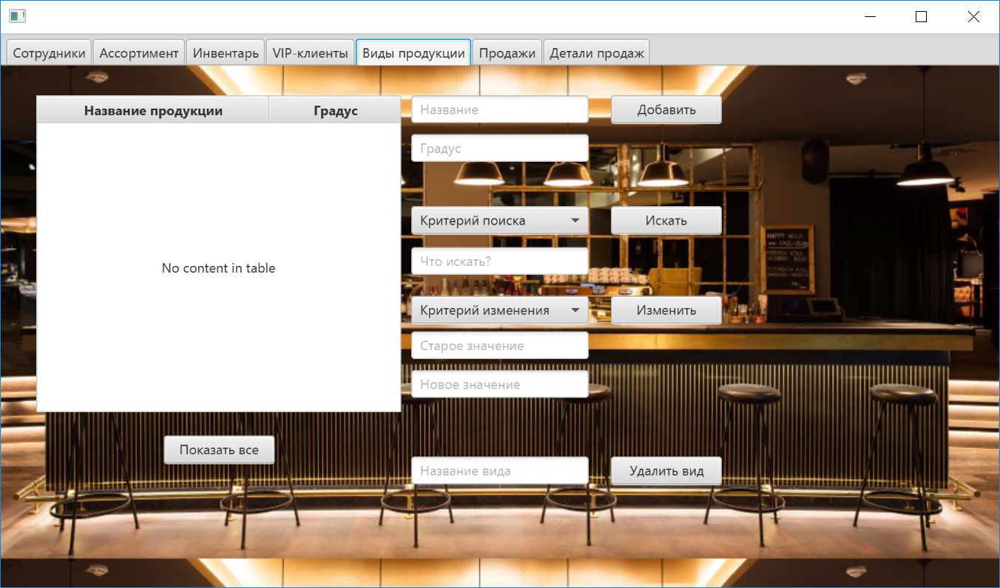 Сотрудники
Ассортимент
Инвентарь
VIP-клиенты
Виды продукции
Продажи
Детали продаж
Название продукции
Градус
Название
Добавить
Градус
Критерий поиска
Искать
HAPPY
No content in table
Что искать?
Критерий изменения
Изменить
Старое значение
Новое значение
Показать все
Название вида
Удалить вид